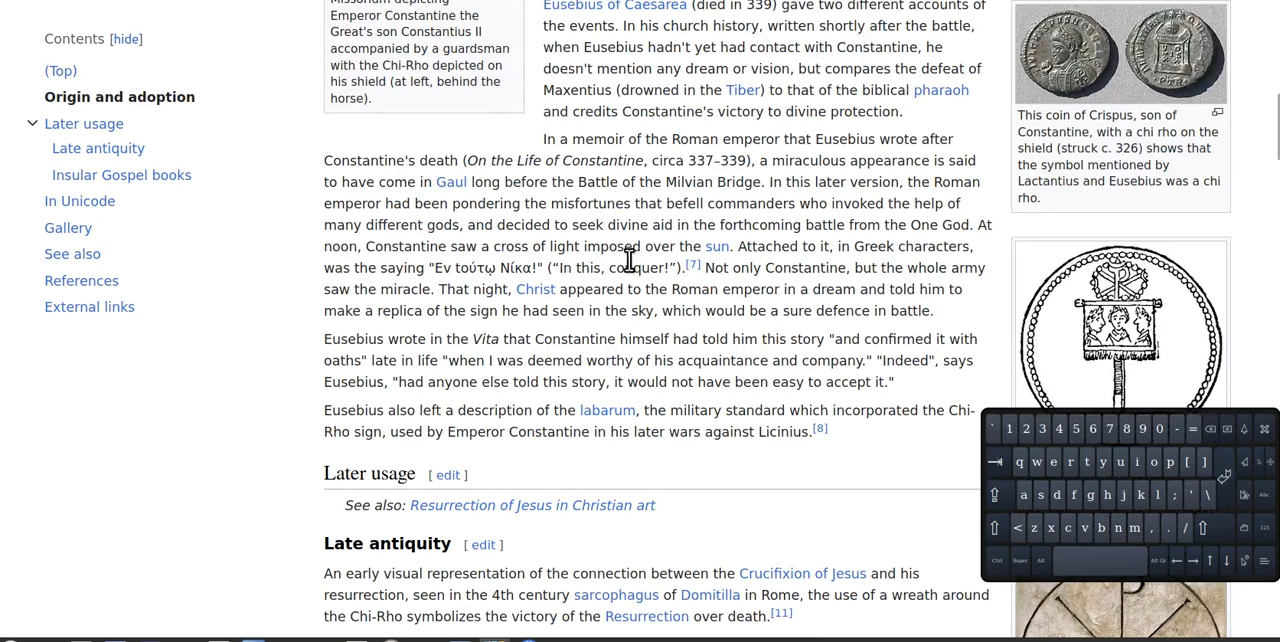 Contents [hide]
(Top)
Origin and adoption
Later usage
Late antiquity
Insular Gospel books
In Unicode
Gallery
See also
References
External links
Missorium depicting
Emperor Constantine the
Great's son Constantius II
accompanied by a guardsman
with the Chi-Rho depicted on
his shield (at left, behind the
horse).
Eusebius of Caesarea (died in 339) gave two different accounts of
the events. In his church history, written shortly after the battle,
when Eusebius hadn't yet had contact with Constantine, he
doesn't mention any dream or vision, but compares the defeat of
Maxentius (drowned in the Tiber) to that of the biblical pharaoh
and credits Constantine's victory to divine protection.
In a memoir of the Roman emperor that Eusebius wrote after
Constantine's death (On the Life of Constantine, circa 337–339), a miraculous appearance is said
to have come in Gaul long before the Battle of the Milvian Bridge. In this later version, the Roman
emperor had been pondering the misfortunes that befell commanders who invoked the help of
many different gods, and decided to seek divine aid in the forthcoming battle from the One God. At
noon, Constantine saw a cross of light imposed over the sun. Attached to it, in Greek characters,
was the saying "Εν τούτῳ Νίκα!" (“In this, conquer!”).[7] Not only Constantine, but the whole army
saw the miracle. That night, Christ appeared to the Roman emperor in a dream and told him to
make a replica of the sign he had seen in the sky, which would be a sure defence in battle.
Eusebius wrote in the Vita that Constantine himself had told him this story "and confirmed it with
oaths" late in life "when I was deemed worthy of his acquaintance and company." "Indeed", says
Eusebius, "had anyone else told this story, it would not have been easy to accept it."
Eusebius also left a description of the labarum, the military standard which incorporated the Chi-
Rho sign, used by Emperor Constantine in his later wars against Licinius.[8]
Later usage [ edit ]
See also: Resurrection of Jesus in Christian art
Late antiquity [ edit ]
An early visual representation of the connection between the Crucifixion of Jesus and his
resurrection, seen in the 4th century sarcophagus of Domitilla in Rome, the use of a wreath around
the Chi-Rho symbolizes the victory of the Resurrection over death.[11]
This coin of Crispus, son of
Constantine, with a chi rho on the
shield (struck c. 326) shows that
the symbol mentioned by
Lactantius and Eusebius was a chi
rho.
` 1 2 3 4 5 6 7 8 9 0 - =
q w e r t y u i o p [ ]
a s d f g h j k l ; ' \ Abc
< z x c v b n m , . / 123
Ctrl Super Alt Alt Gr